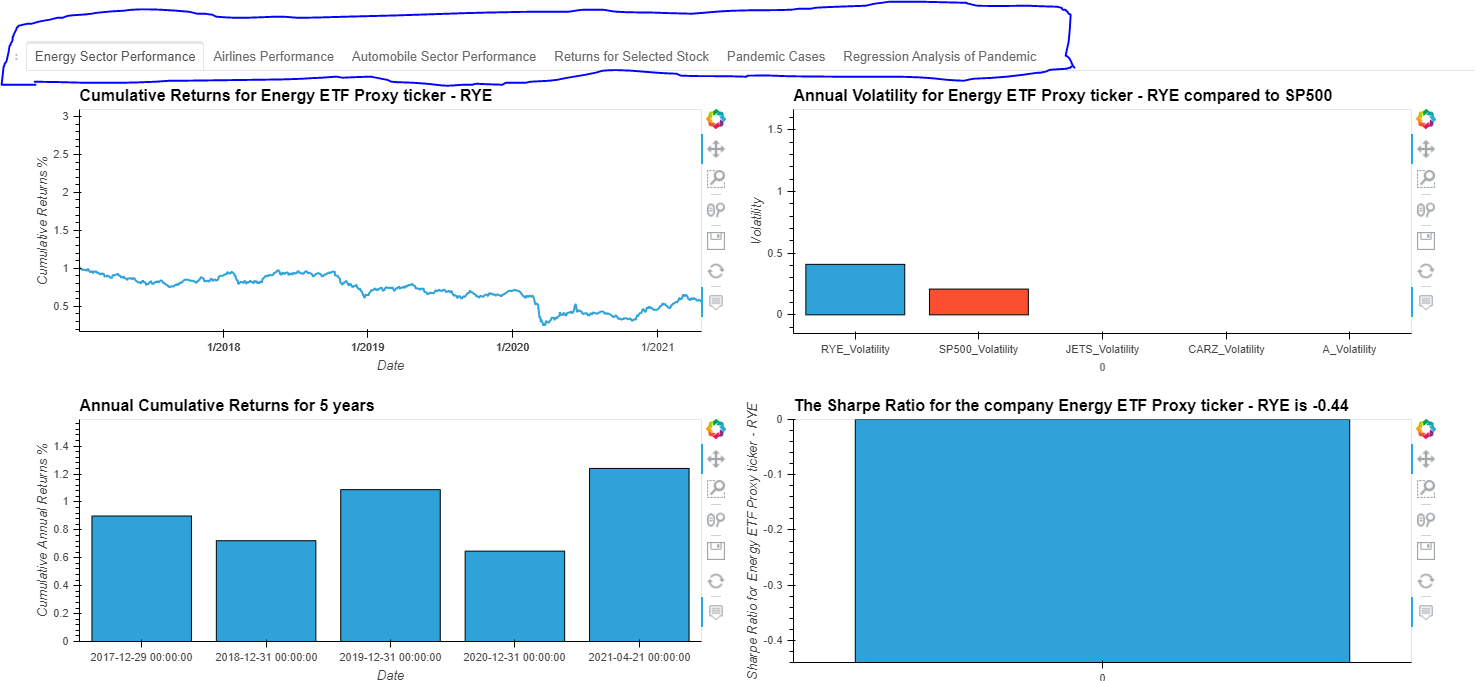 : Energy Sector Performance Airlines Performance Automobile Sector Performance Returns for Selected Stock Pandemic Cases Regression Analysis of Pandemic
Cumulative Returns for Energy ETF Proxy ticker - RYE
Cumulative Returns %
3
2.5
2
1.5
1
0.5
1/2018 1/2019 1/2020 1/2021
Date
Annual Volatility for Energy ETF Proxy ticker - RYE compared to SP500
Volatility
1.5
1
0.5
0
RYE_Volatility SP500_Volatility JETS_Volatility CARZ_Volatility A_Volatility
0
Annual Cumulative Returns for 5 years
Cumulative Annual Returns %
1.4
1.2
1
0.8
0.6
0.4
0.2
0
2017-12-29 00:00:00 2018-12-31 00:00:00 2019-12-31 00:00:00 2020-12-31 00:00:00 2021-04-21 00:00:00
Date
The Sharpe Ratio for the company Energy ETF Proxy ticker - RYE is -0.44
Sharpe Ratio for Energy ETF Proxy ticker - RYE
0
-0.1
-0.2
-0.3
-0.4
0